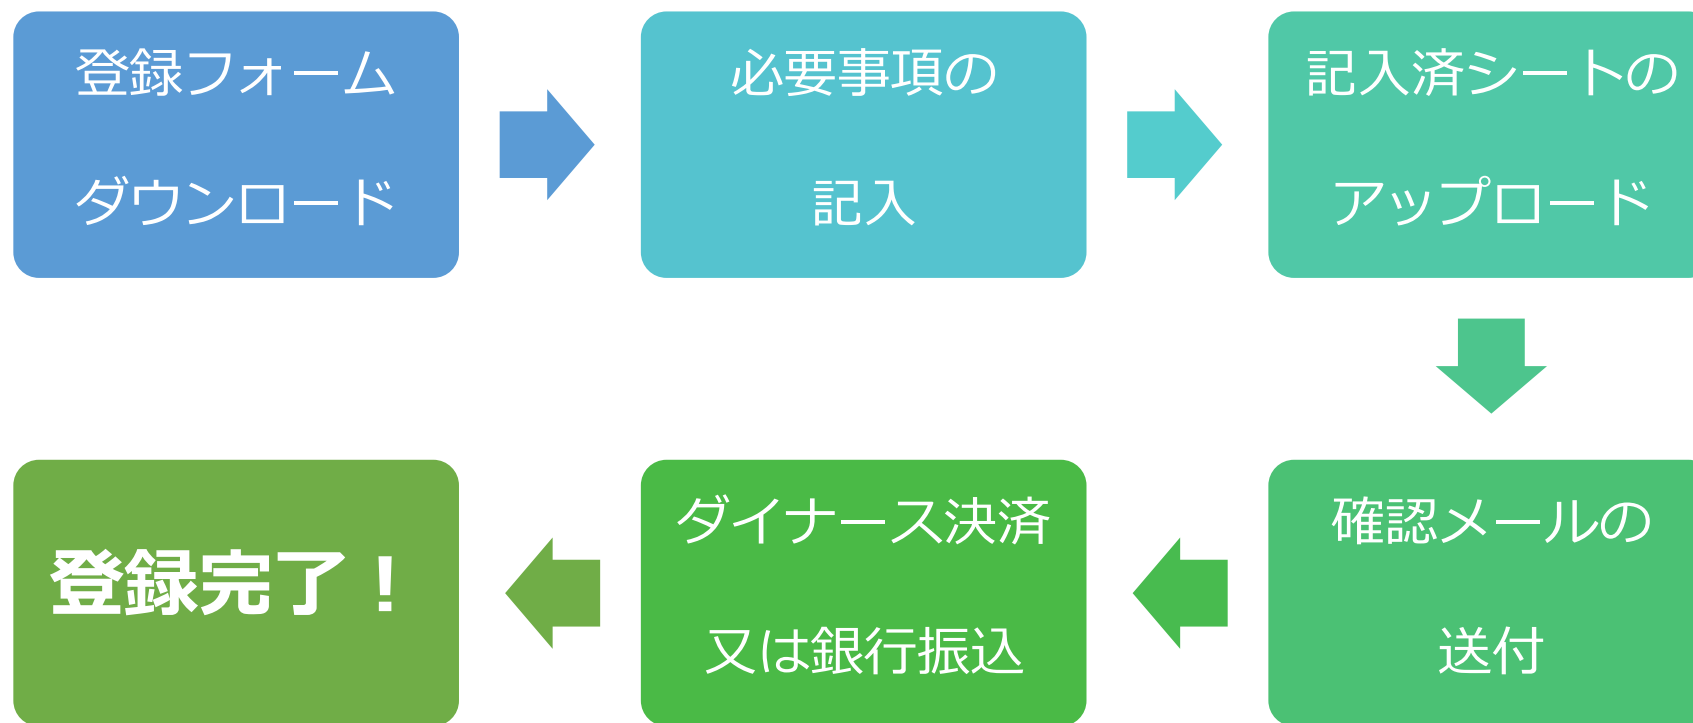 登録フォーム
ダウンロード
必要事項の
記入
記入済シートの
アップロード
確認メールの
送付
ダイナース決済
又は銀行振込
登録完了！